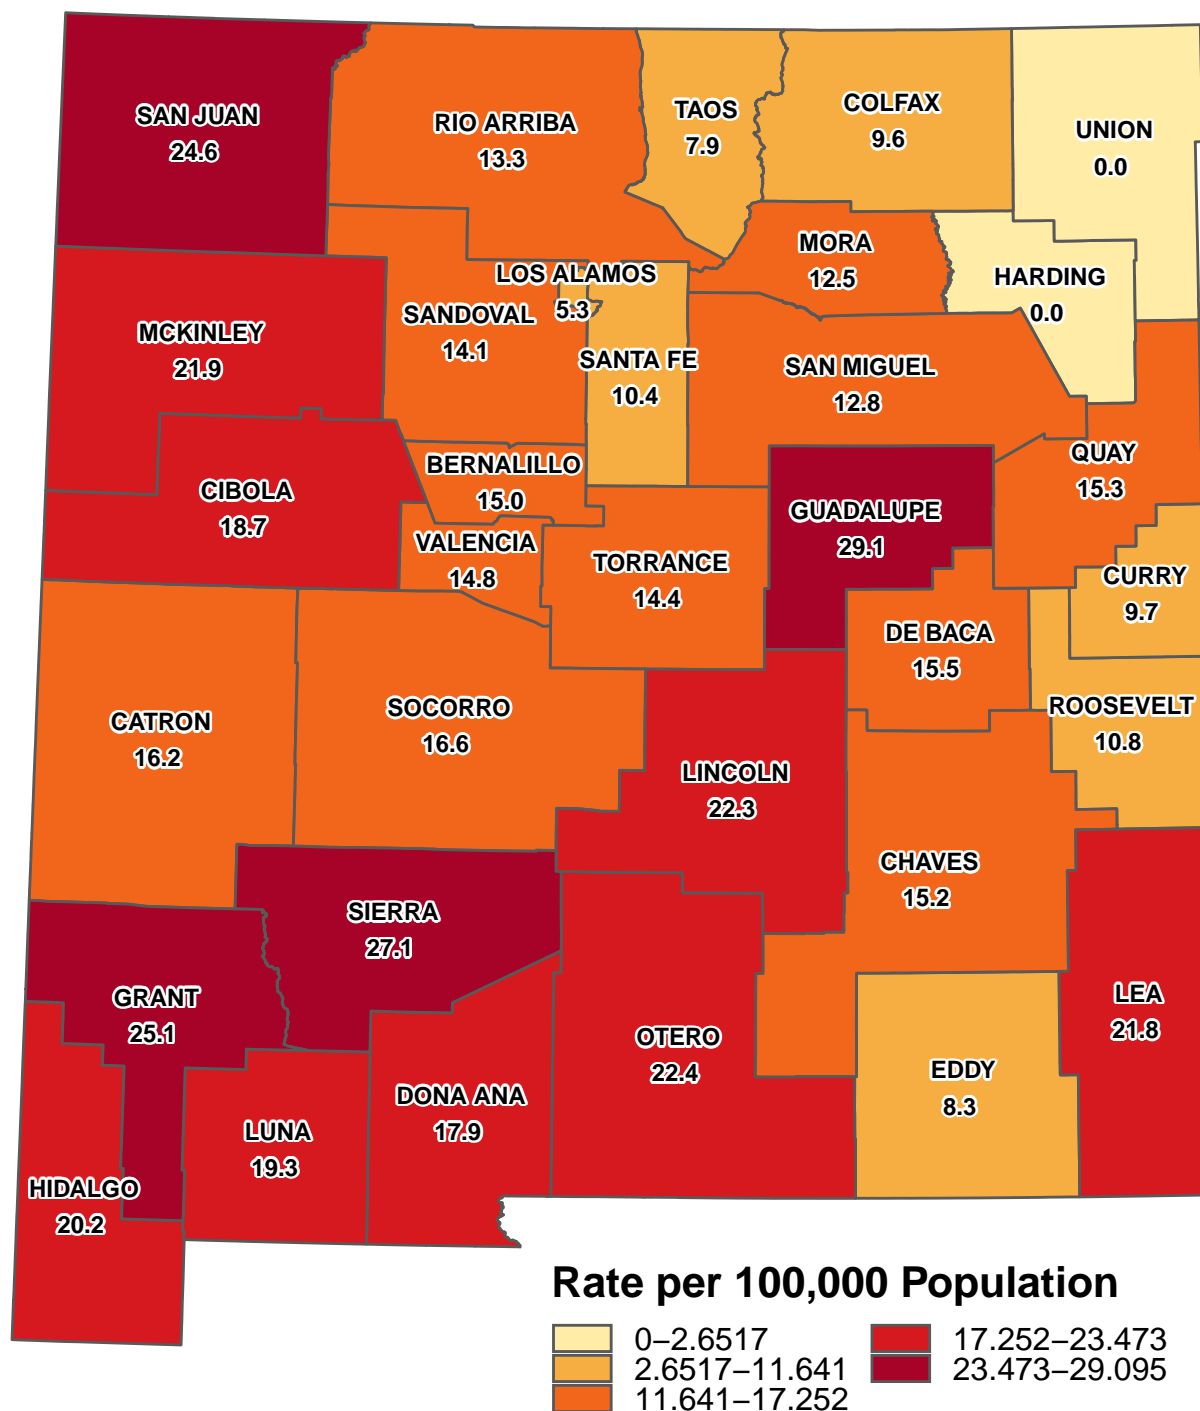 SAN JUAN
24.6
RIO ARRIBA
13.3
TAOS
7.9
COLFAX
9.6
UNION
0.0
MORA
12.5
HARDING
0.0
LOS ALAMOS
5.3
SANDOVAL
14.1
MCKINLEY
21.9
SANTA FE
10.4
SAN MIGUEL
12.8
QUAY
15.3
BERNALILLO
15.0
CIBOLA
18.7
GUADALUPE
29.1
VALENCIA
14.8
TORRANCE
14.4
CURRY
9.7
DE BACA
15.5
ROOSEVELT
10.8
CATRON
16.2
SOCORRO
16.6
LINCOLN
22.3
CHAVES
15.2
SIERRA
27.1
GRANT
25.1
LEA
21.8
OTERO
22.4
EDDY
8.3
DONA ANA
17.9
LUNA
19.3
HIDALGO
20.2
Rate per 100,000 Population
0–2.6517
2.6517–11.641
11.641–17.252
17.252–23.473
23.473–29.095